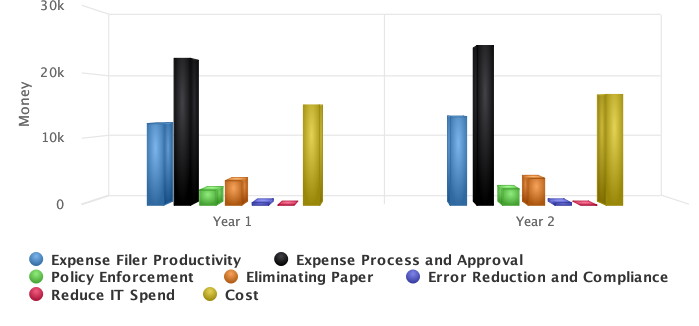 30k
20k
10k
0
Money
Year 1 Year 2
Expense Filer Productivity Expense Process and Approval
Policy Enforcement Eliminating Paper Error Reduction and Compliance
Reduce IT Spend Cost